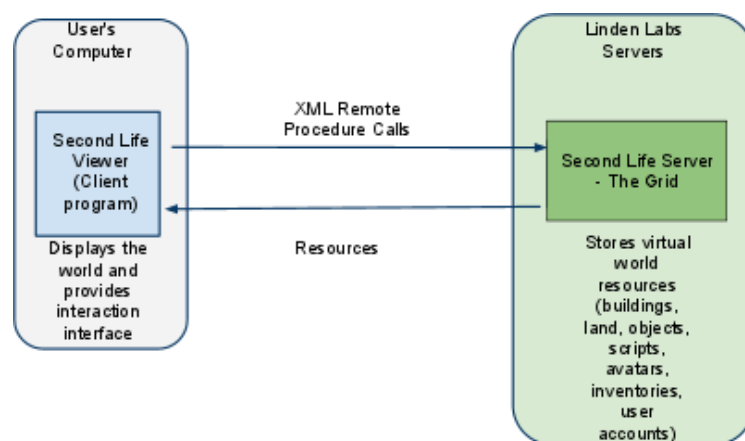 User's
Computer
Second Life
Viewer
(Client
program)
Displays the
world and
provides
interaction
interface
XML Remote
Procedure Calls
Resources
Linden Labs
Servers
Second Life Server
- The Grid
Stores virtual
world
resources
(buildings,
land, objects,
scripts,
avatars,
inventories,
user
accounts)